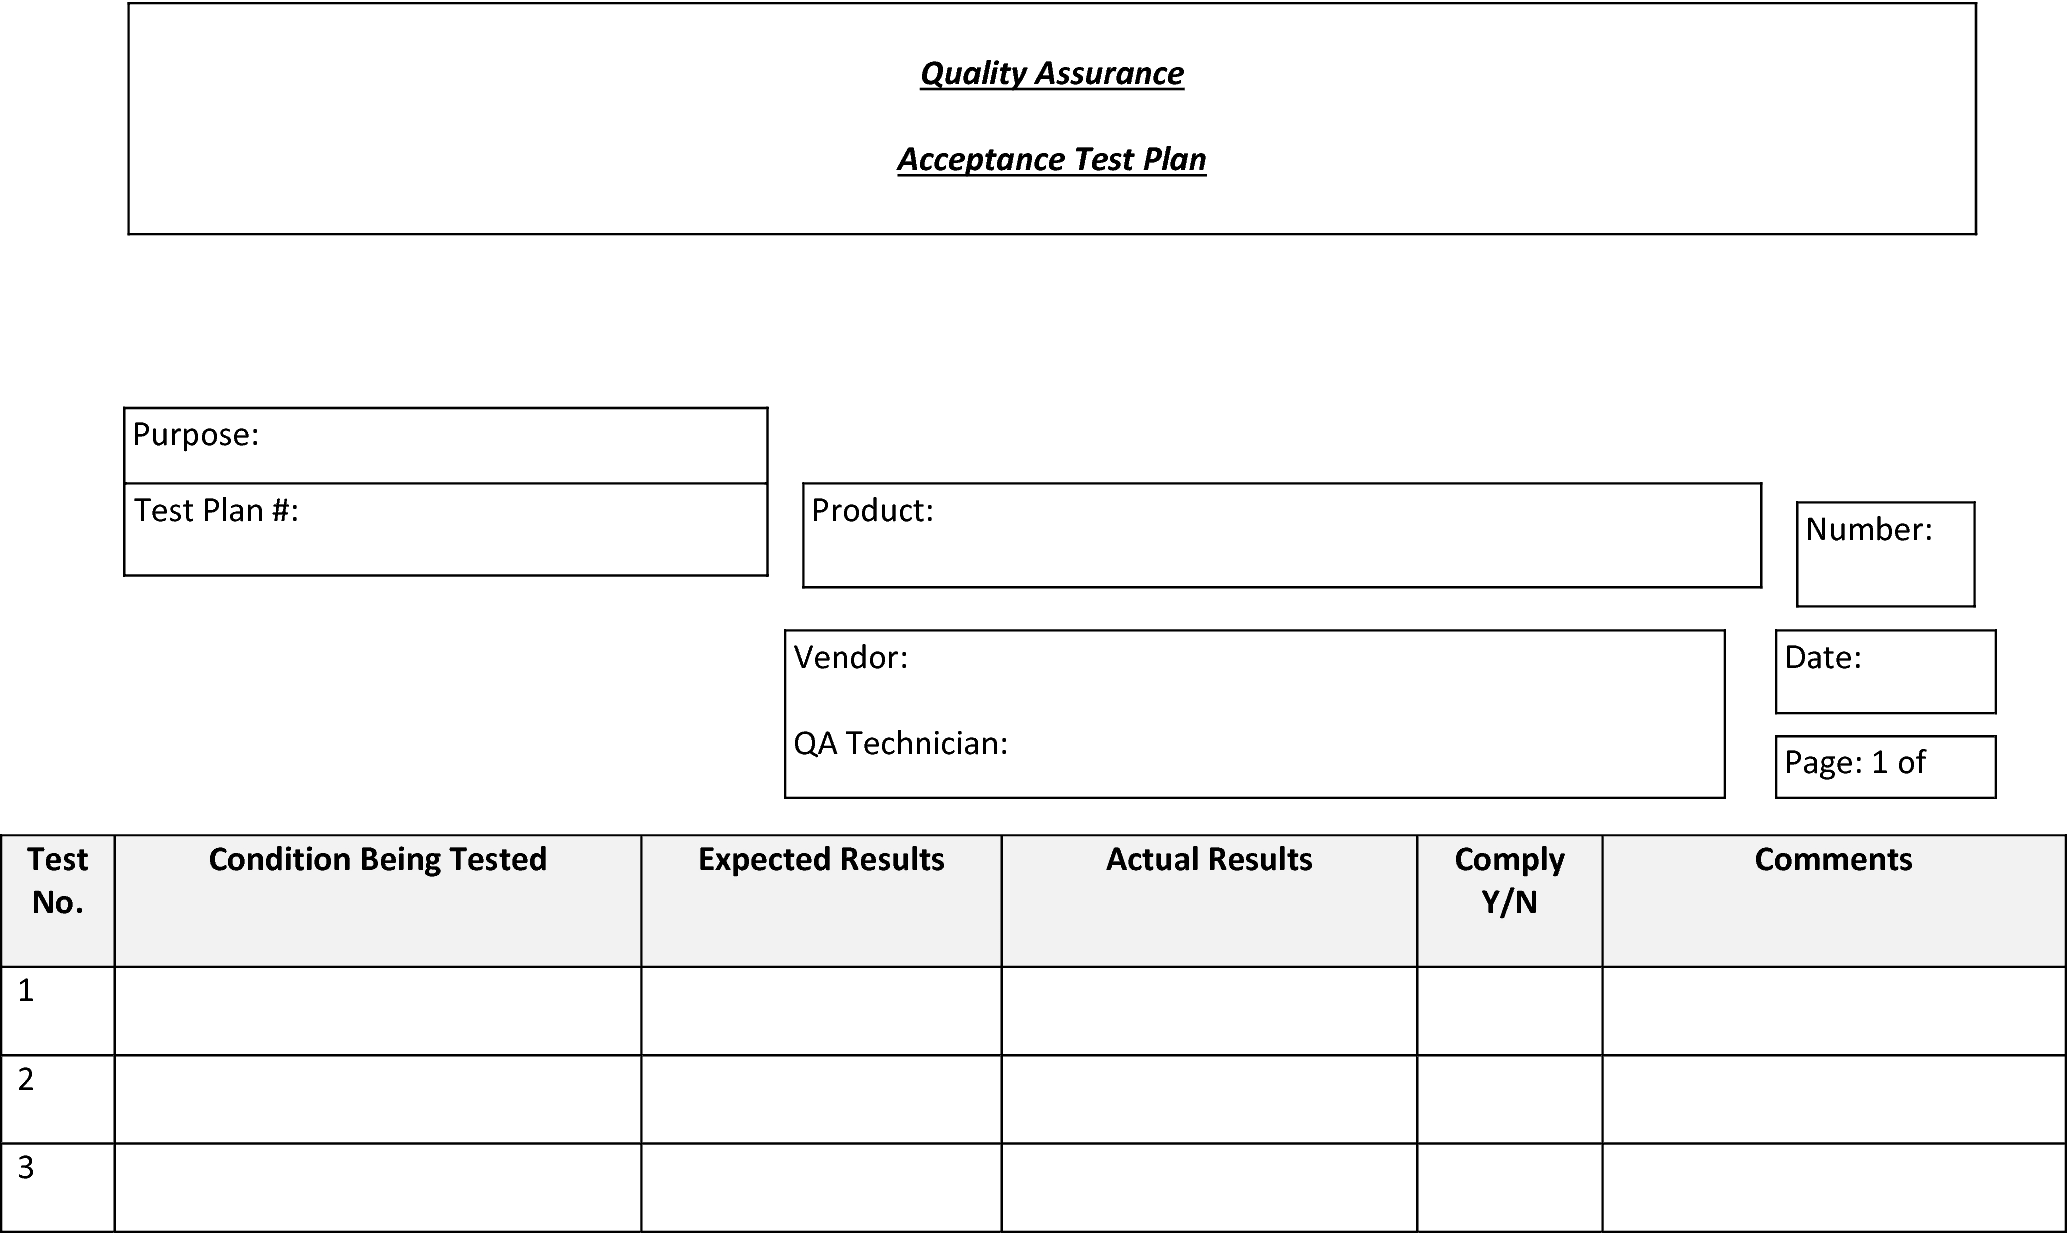 Quality Assurance
Acceptance Test Plan
Purpose:
Test Plan #:
Product:
Number:
Vendor:
Date:
QA Technician:
Page: 1 of
Test No.
Condition Being Tested
Expected Results
Actual Results
Comply Y/N
Comments
1
2
3